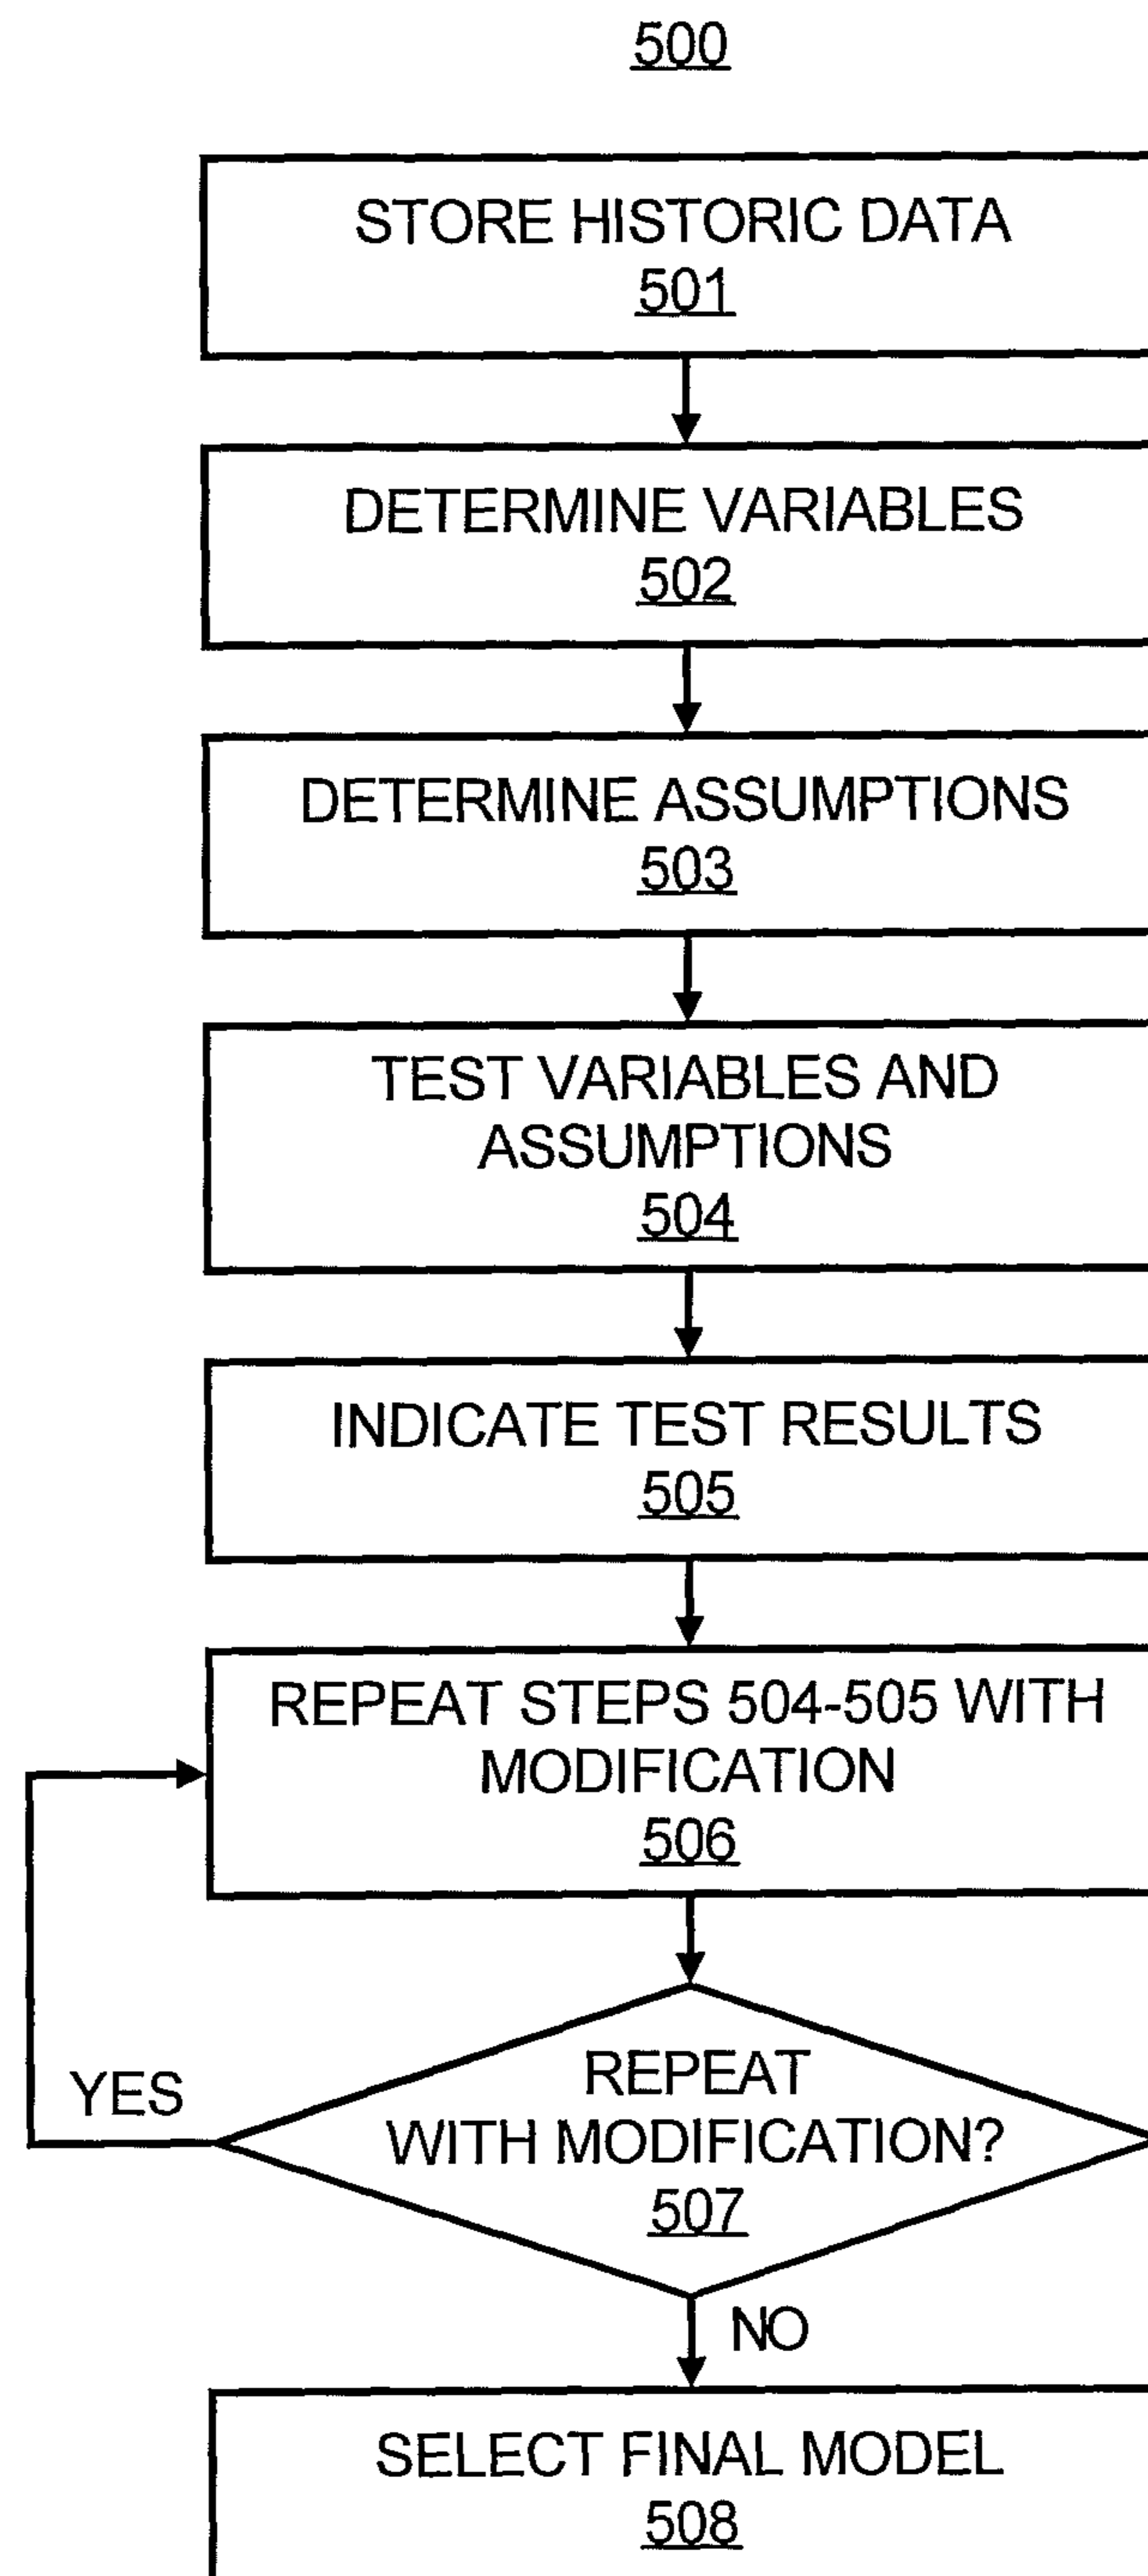 500
STORE HISTORIC DATA
501
DETERMINE VARIABLES
502
DETERMINE ASSUMPTIONS
503
TEST VARIABLES AND
ASSUMPTIONS
504
INDICATE TEST RESULTS
505
REPEAT STEPS 504-505 WITH
MODIFICATION
506
REPEAT
WITH MODIFICATION?
507
YES
NO
SELECT FINAL MODEL
508